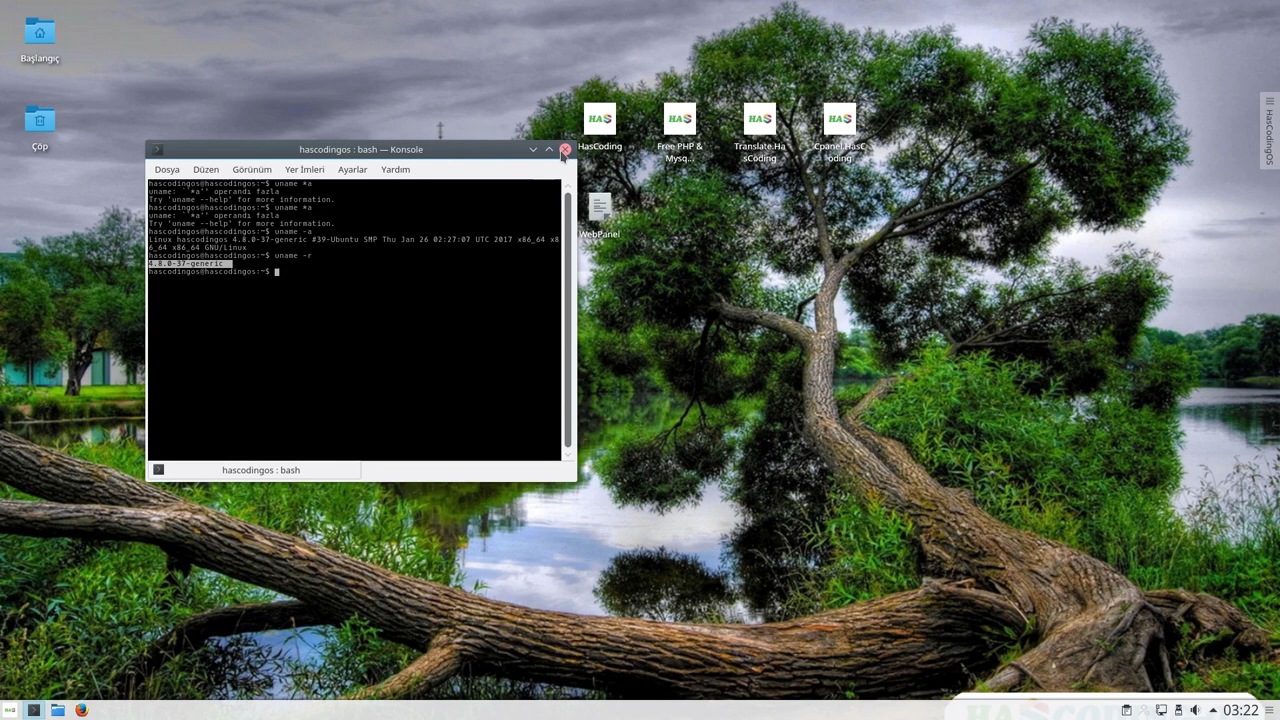 Başlangıç
Çöp
hascodingos : bash — Konsole
Dosya Düzen Görünüm Yer İmleri Ayarlar Yardım
hascodingos@hascodingos:~$ uname *a
uname: ``*a'' operandı fazla
Try 'uname --help' for more information.
hascodingos@hascodingos:~$ uname *a
uname: ``*a'' operandı fazla
Try 'uname --help' for more information.
hascodingos@hascodingos:~$ uname -a
Linux hascodingos 4.8.0-37-generic #39-Ubuntu SMP Thu Jan 26 02:27:07 UTC 2017 x86_64 x8
6_64 x86_64 GNU/Linux
hascodingos@hascodingos:~$ uname -r
4.8.0-37-generic
hascodingos@hascodingos:~$
hascodingos : bash
HAS
HasCoding
HAS
Free PHP &
Mysq...
HAS
Translate.Ha
sCoding
HAS
Cpanel.HasC
oding
WebPanel
HasCodingOS
HAS
03:22